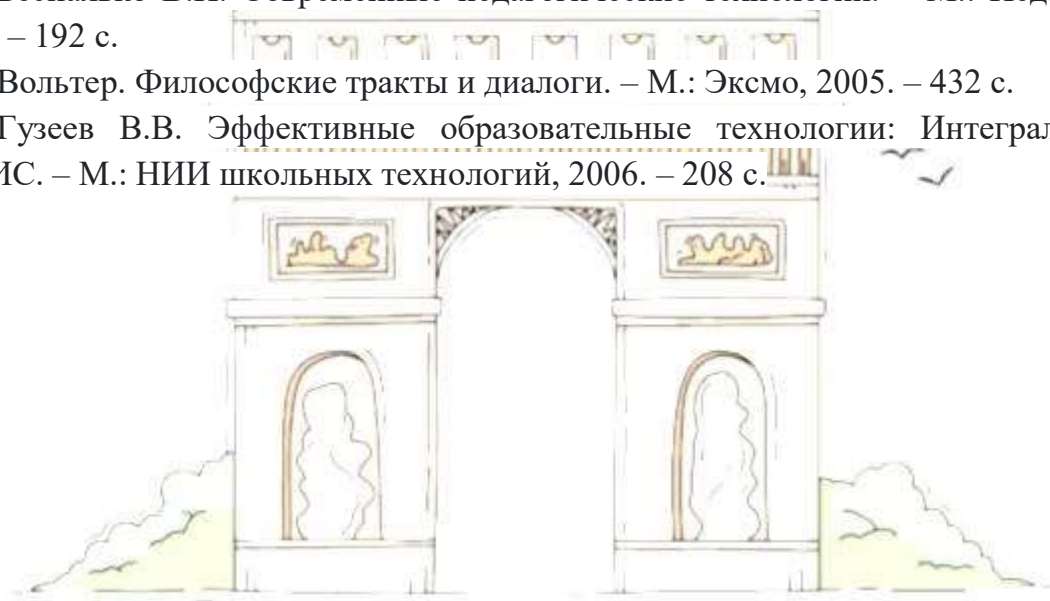 – 192 с.
Вольтер. Философские тракты и диалоги. – М.: Эксмо, 2005. – 432 с.
Гузеев В.В. Эффективные образовательные технологии: Интеграл
ИС. – М.: НИИ школьных технологий, 2006. – 208 с.